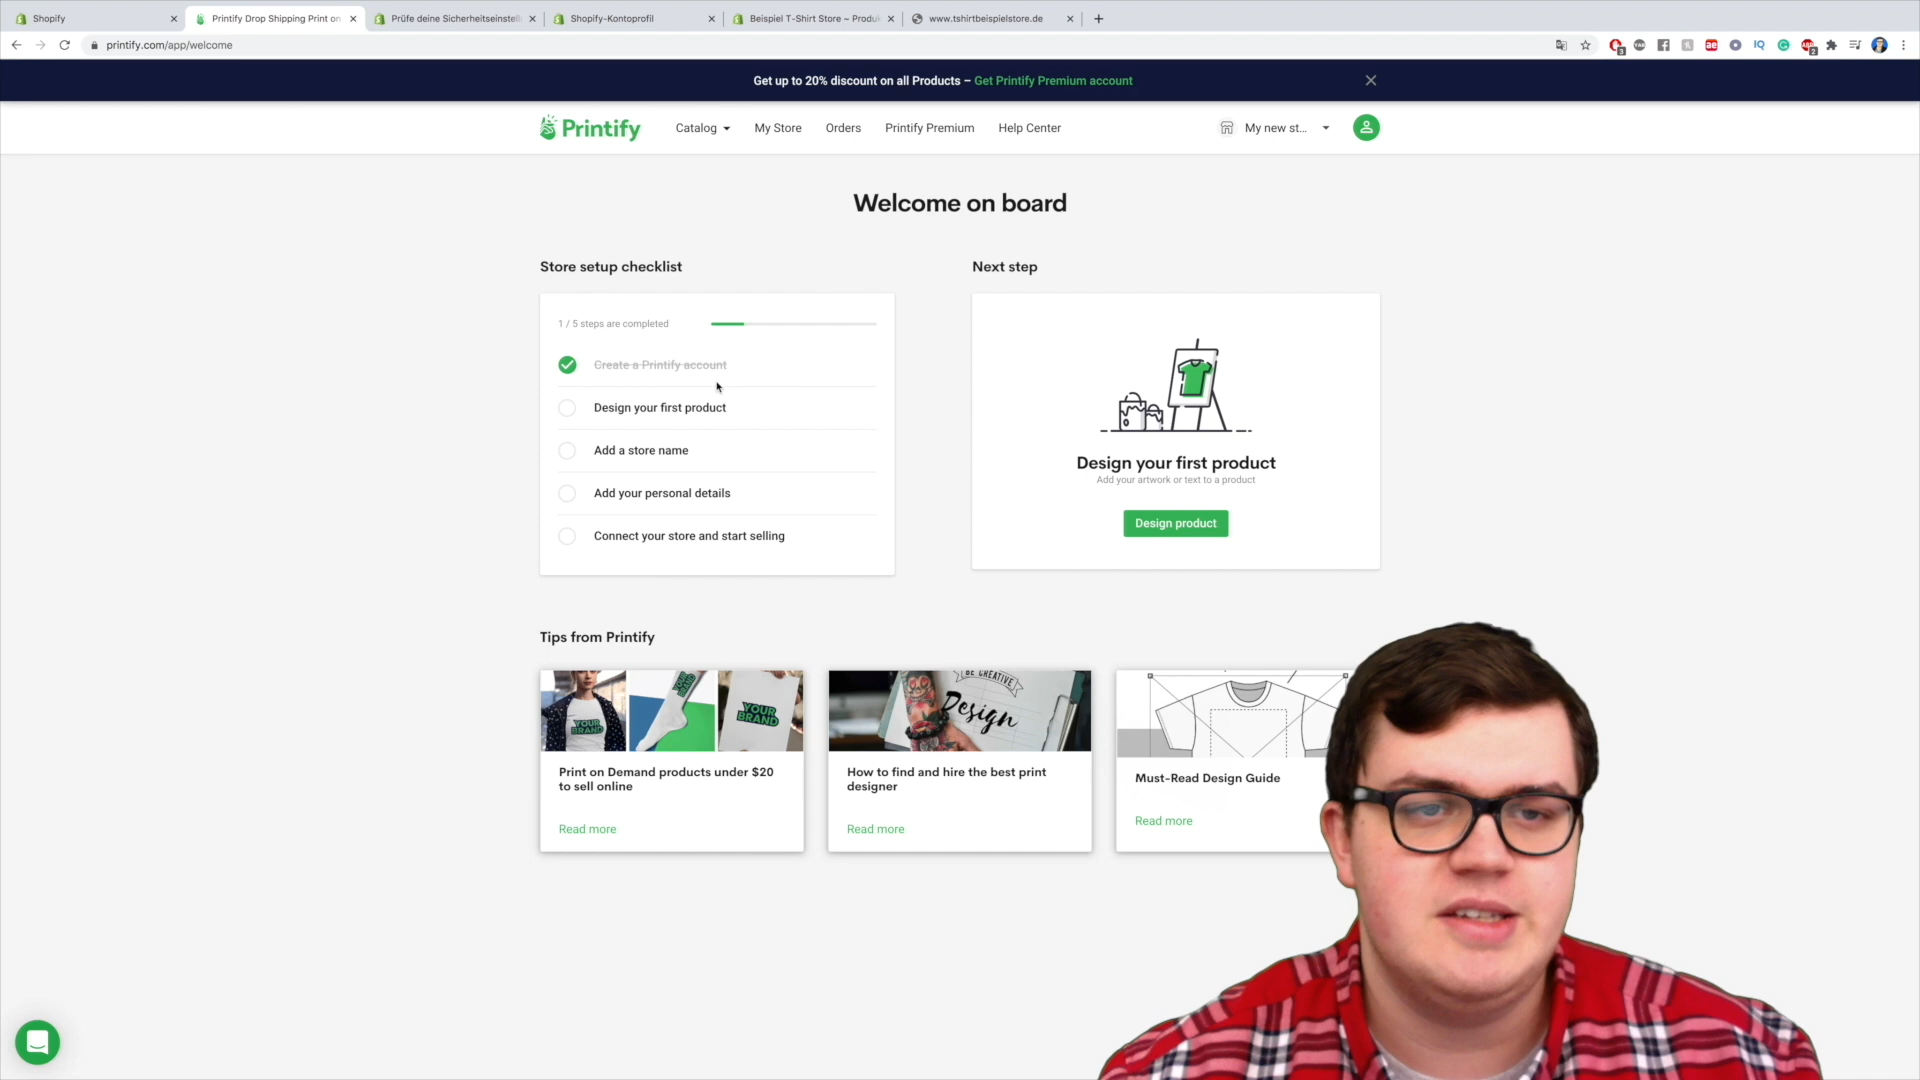 Shopify
Printify Drop Shipping Print on
Prüfe deine Sicherheitseinstell
Shopify-Kontoprofil
Beispiel T-Shirt Store ~ Produk
www.tshirtbeispielstore.de
printify.com/app/welcome
Get up to 20% discount on all Products – Get Printify Premium account
Printify
Catalog
My Store
Orders
Printify Premium
Help Center
My new st...
Welcome on board
Store setup checklist
Next step
1 / 5 steps are completed
Create a Printify account
Design your first product
Add a store name
Add your personal details
Connect your store and start selling
Design your first product
Add your artwork or text to a product
Design product
Tips from Printify
YOUR
BRAND
YOUR
BRAND
YOUR
BRAND
BE CREATIVE
Design
Print on Demand products under $20
to sell online
Read more
How to find and hire the best print
designer
Read more
Must-Read Design Guide
Read more